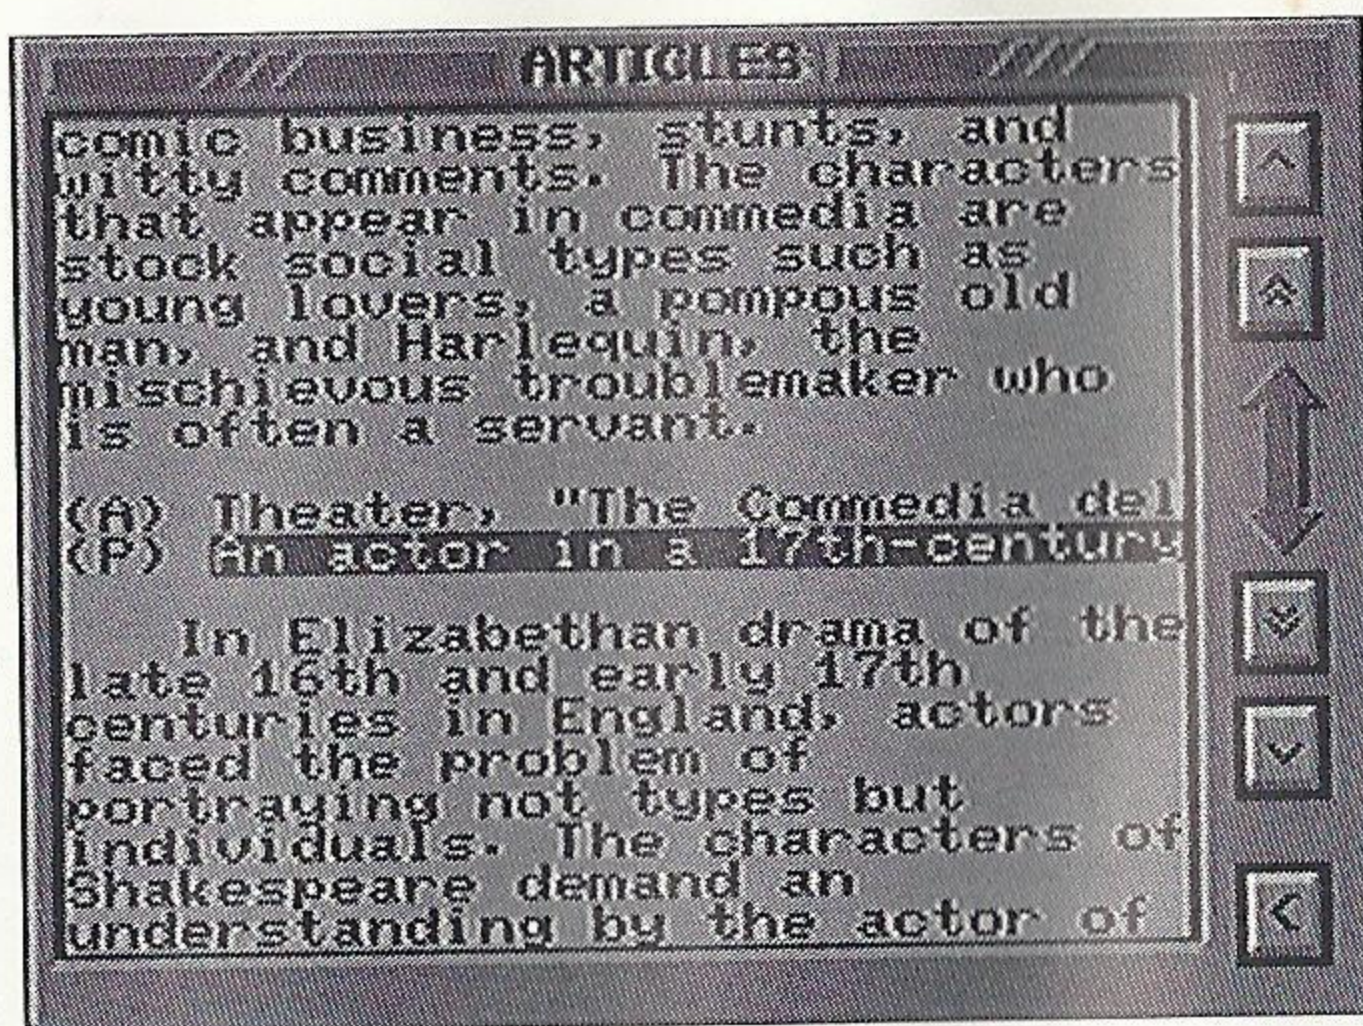 ARTICLES
comic business, stunts, and
witty comments. The characters
that appear in commedia are
stock social types such as
young lovers, a pompous old
man, and Harlequin, the
mischievous troublemaker who
is often a servant.
(A) Theater, "The Commedia del
(P) An actor in a 17th-century
In Elizabethan drama of the
late 16th and early 17th
centuries in England, actors
faced the problem of
portraying not types but
individuals. The characters of
Shakespeare demand an
understanding by the actor of